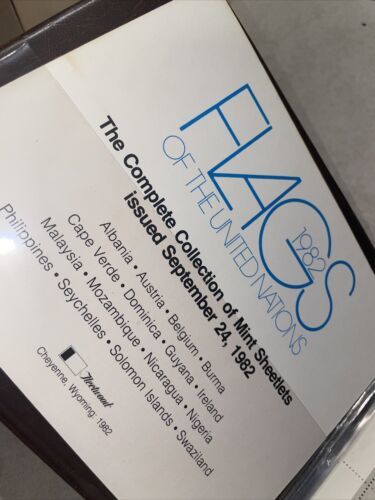 FLAGS
1982
OF THE UNITED NATIONS
The Complete Collection of Mint Sheetlets
issued September 24, 1982
Albania • Austria • Belgium • Burma
Cape Verde • Dominica • Guyana • Ireland
Malaysia • Mozambique • Nicaragua • Nigeria
Philippines • Seychelles • Solomon Islands • Swaziland
Fleetwood
Cheyenne, Wyoming 1982